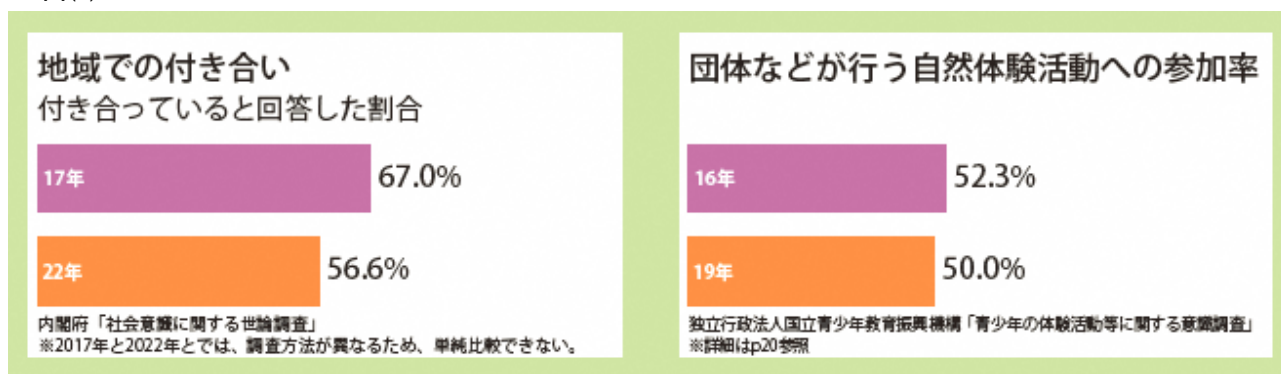 地域での付き合い
付き合っていると回答した割合
17年 67.0%
22年 56.6%
内閣府「社会意識に関する世論調査」
※2017年と2022年とでは、調査方法が異なるため、単純比較できない。
団体などが行う自然体験活動への参加率
16年 52.3%
19年 50.0%
独立行政法人国立青少年教育振興機構「青少年の体験活動等に関する意識調査」
※詳細はp20参照